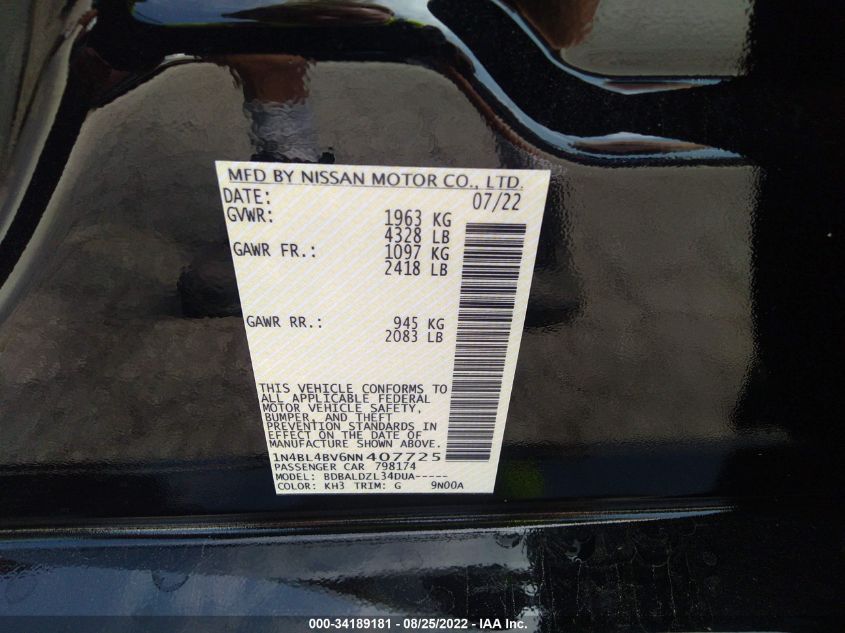 MFD BY NISSAN MOTOR CO., LTD.
DATE: 07/22
GVWR: 1963 KG
4328 LB
GAWR FR.: 1097 KG
2418 LB
GAWR RR.: 945 KG
2083 LB
THIS VEHICLE CONFORMS TO
ALL APPLICABLE FEDERAL
MOTOR VEHICLE SAFETY,
BUMPER, AND THEFT
PREVENTION STANDARDS IN
EFFECT ON THE DATE OF
MANUFACTURE SHOWN ABOVE.
1N4BL4BV6NN407725
PASSENGER CAR 798174
MODEL: BDBALDZL34DUA-----
COLOR: KH3 TRIM: G 9N00A
000-34189181 - 08/25/2022 - IAA Inc.